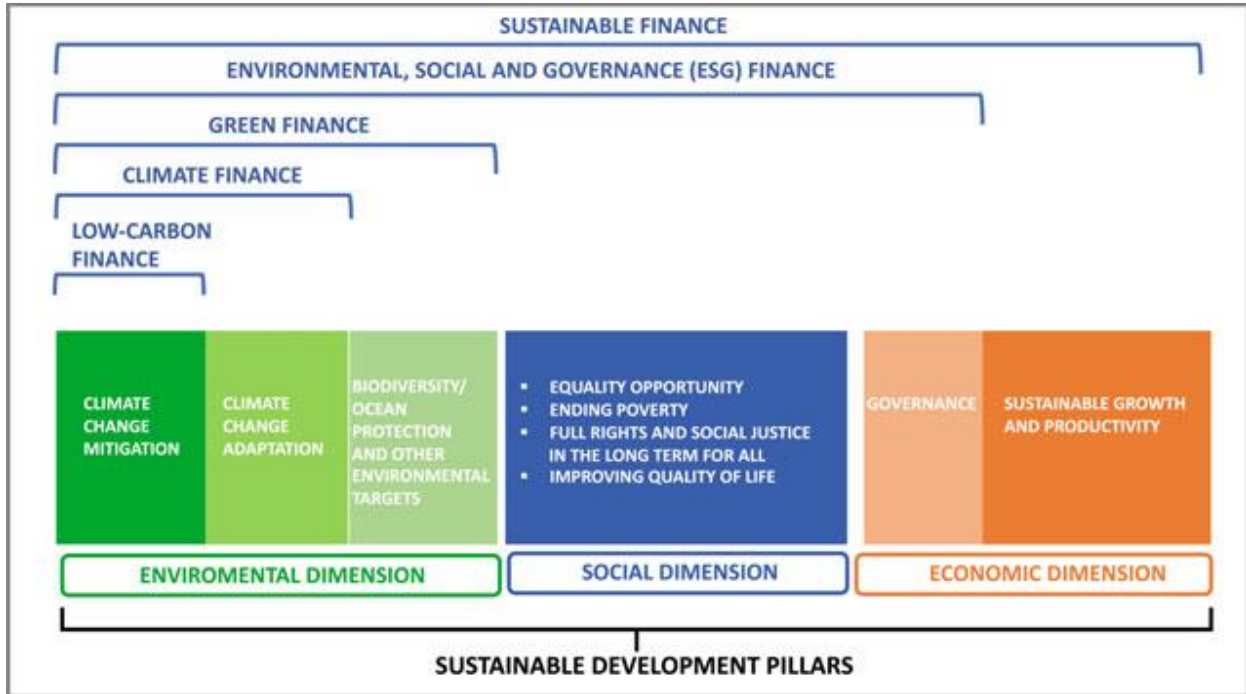 SUSTAINABLE FINANCE
ENVIRONMENTAL, SOCIAL AND GOVERNANCE (ESG) FINANCE
GREEN FINANCE
CLIMATE FINANCE
LOW-CARBON
FINANCE
CLIMATE
CHANGE
MITIGATION
CLIMATE
CHANGE
ADAPTATION
BIODIVERSITY/
OCEAN
PROTECTION
AND OTHER
ENVIRONMENTAL
TARGETS
▪ EQUALITY OPPORTUNITY
▪ ENDING POVERTY
▪ FULL RIGHTS AND SOCIAL JUSTICE
IN THE LONG TERM FOR ALL
▪ IMPROVING QUALITY OF LIFE
GOVERNANCE
SUSTAINABLE GROWTH
AND PRODUCTIVITY
ENVIROMENTAL DIMENSION
SOCIAL DIMENSION
ECONOMIC DIMENSION
SUSTAINABLE DEVELOPMENT PILLARS